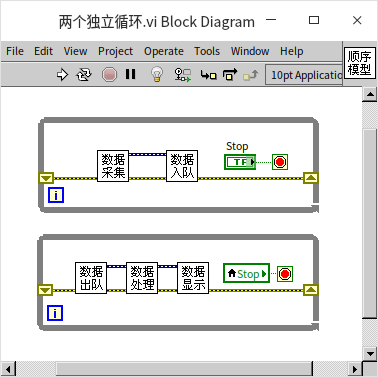 两个独立循环.vi Block Diagram
File Edit View Project Operate Tools Window Help
10pt Applicatio
顺序
模型
Stop
数据
采集
数据
入队
TF
i
数据
出队
数据
处理
数据
显示
Stop
i